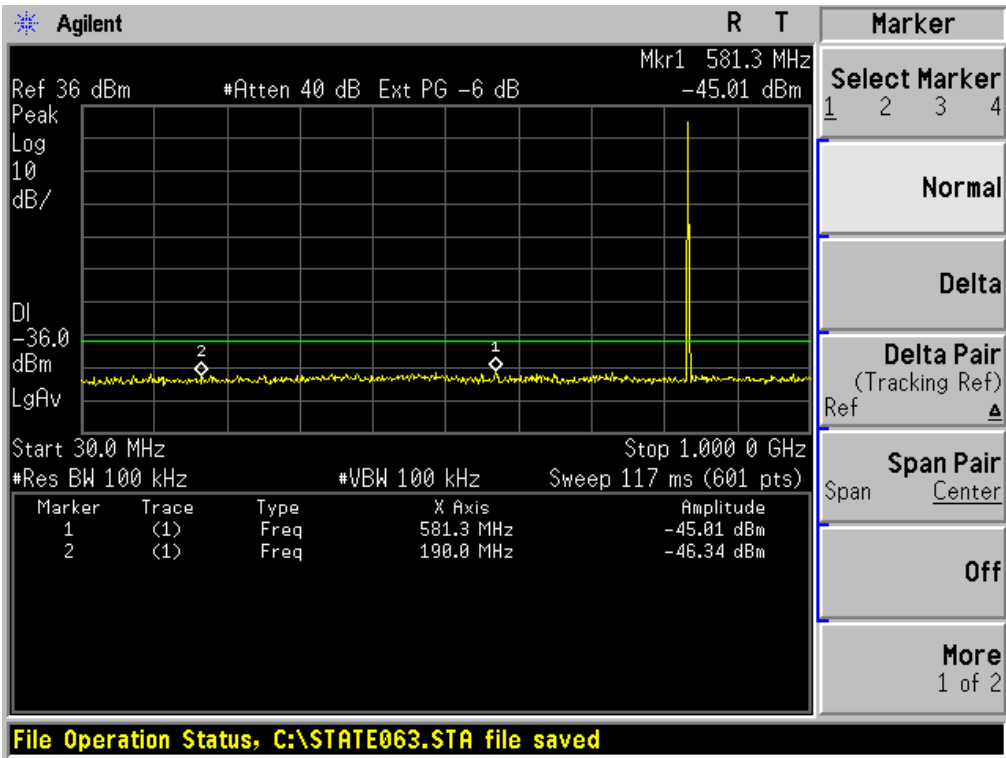 Agilent R T
Mkr1 581.3 MHz
Ref 36 dBm #Atten 40 dB Ext PG -6 dB -45.01 dBm
Peak
Log
10
dB/
DI
-36.0
dBm
LgAv
2
1
Start 30.0 MHz Stop 1.000 0 GHz
#Res BW 100 kHz #VBW 100 kHz Sweep 117 ms (601 pts)
Marker Trace Type X Axis Amplitude
1 (1) Freq 581.3 MHz -45.01 dBm
2 (1) Freq 190.0 MHz -46.34 dBm
File Operation Status, C:\STATE063.STA file saved
Marker
Select Marker
1 2 3 4
Normal
Delta
Delta Pair
(Tracking Ref)
Ref Δ
Span Pair
Span Center
Off
More
1 of 2